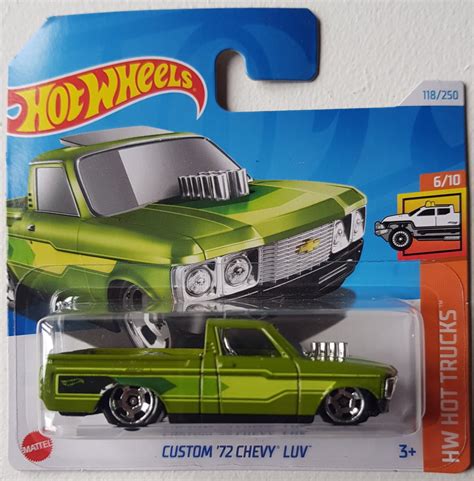 HOT WHEELS
118/250
6/10
HW HOT TRUCKS
MATTEL
CUSTOM '72 CHEVY LUV
3+